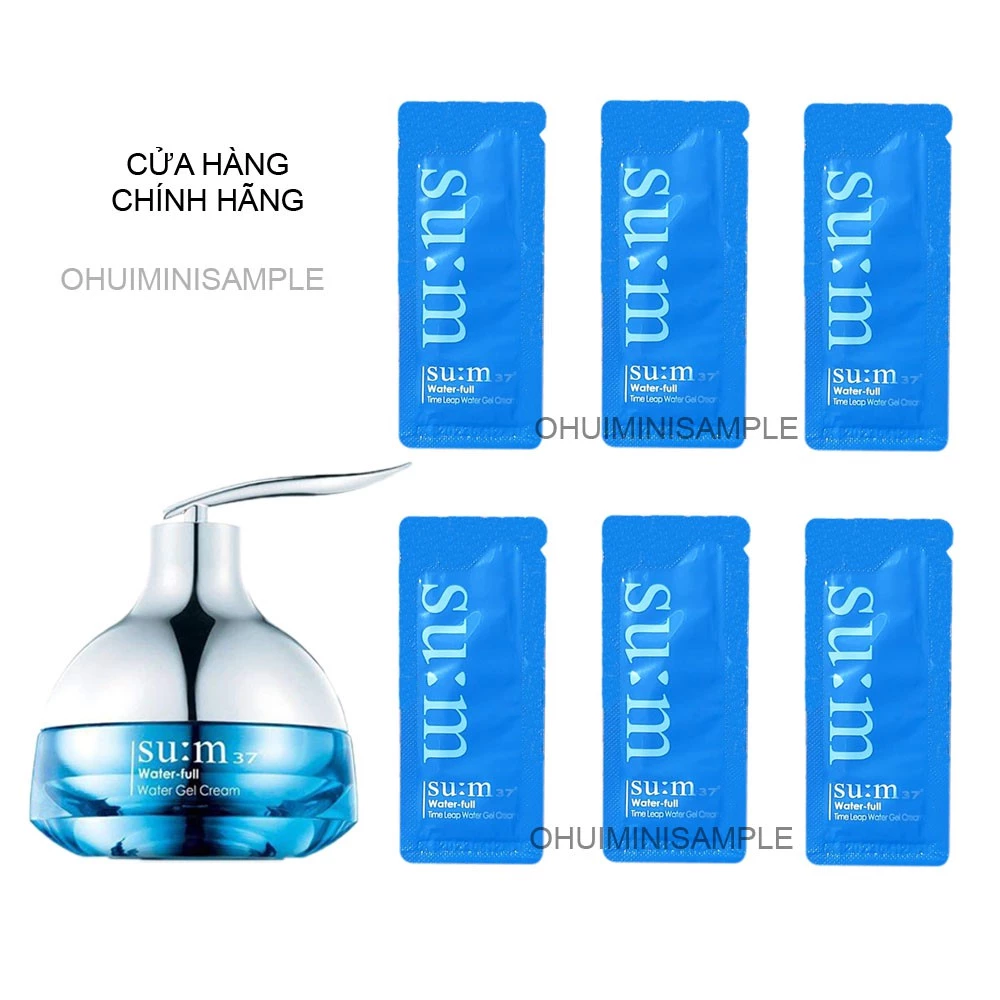 CỬA HÀNG
CHÍNH HÃNG
OHUIMINISAMPLE
su:m
su:m37°
Water-full
Time Leap Water Gel Cream
su:m
su:m37°
Water-full
Time Leap Water Gel Cream
su:m
su:m37°
Water-full
Time Leap Water Gel Cream
OHUIMINISAMPLE
su:m37°
Water-full
Water Gel Cream
su:m
su:m37°
Water-full
Time Leap Water Gel Cream
su:m
su:m37°
Water-full
Time Leap Water Gel Cream
su:m
su:m37°
Water-full
Time Leap Water Gel Cream
OHUIMINISAMPLE